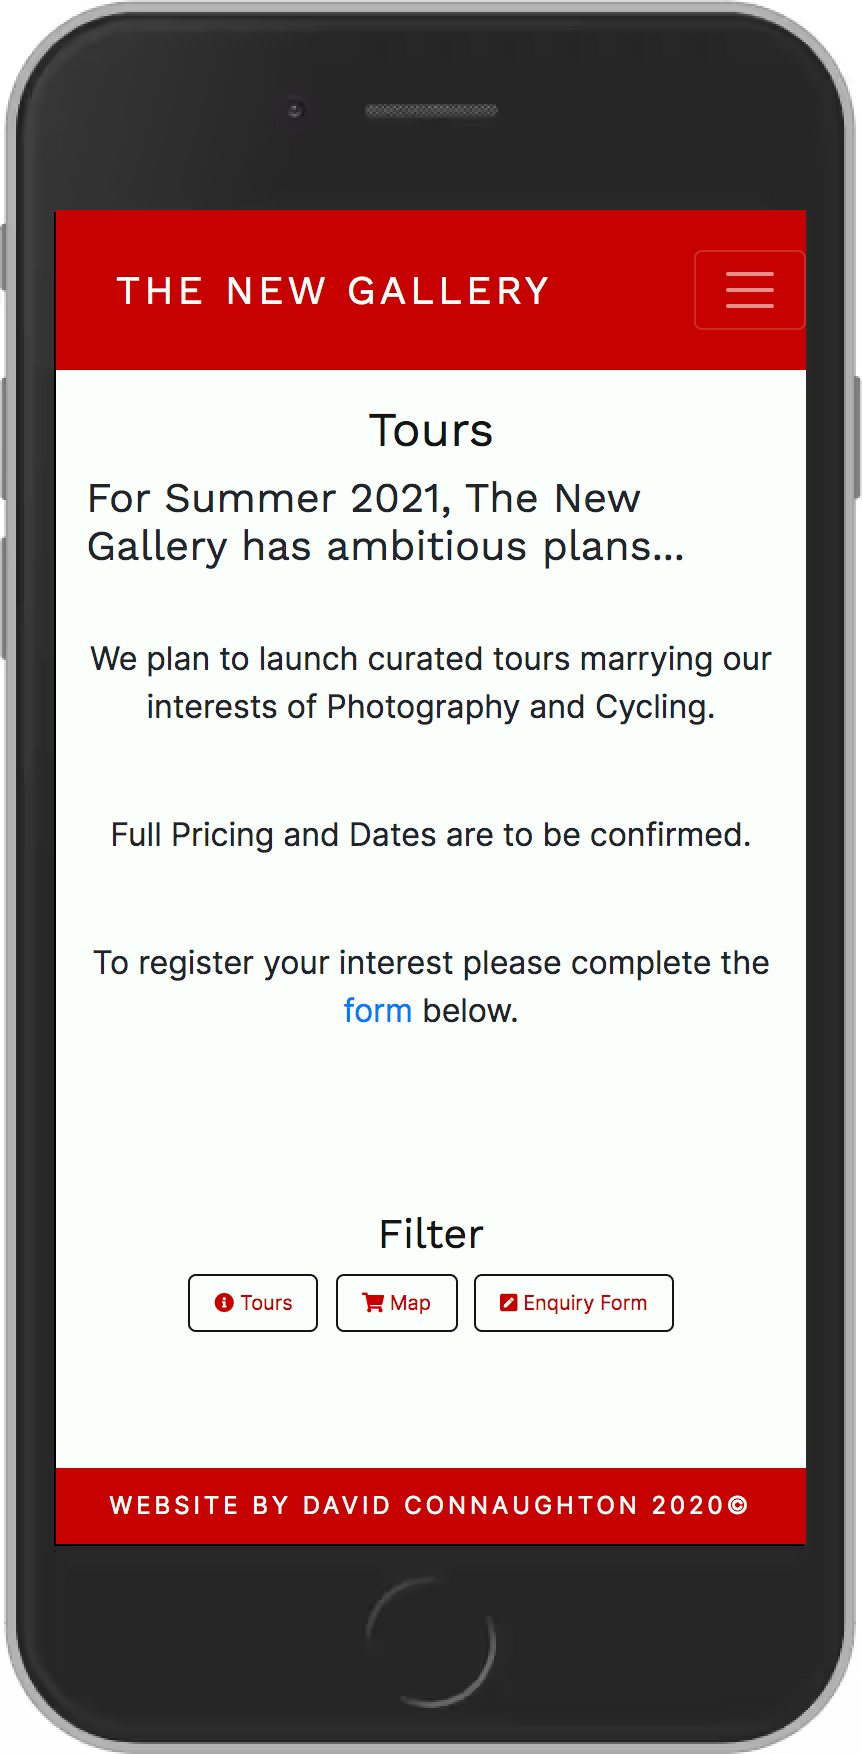 THE NEW GALLERY
Tours
For Summer 2021, The New
Gallery has ambitious plans...
We plan to launch curated tours marrying our
interests of Photography and Cycling.
Full Pricing and Dates are to be confirmed.
To register your interest please complete the
form below.
Filter
Tours Map Enquiry Form
WEBSITE BY DAVID CONNAUGHTON 2020©